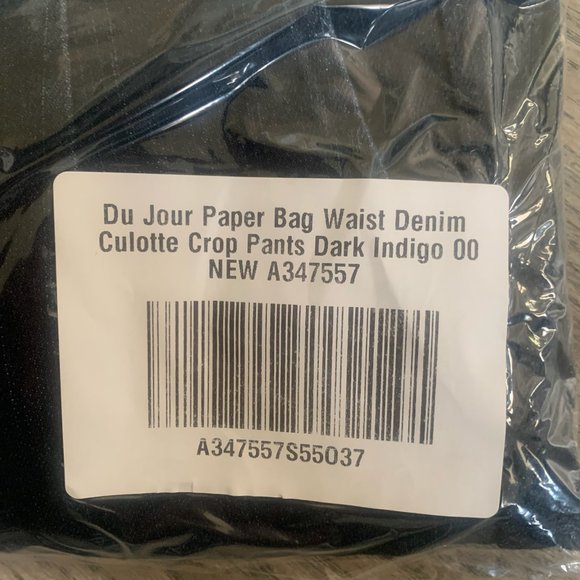 Du Jour Paper Bag Waist Denim
Culotte Crop Pants Dark Indigo 00
NEW A347557
A347557S55037